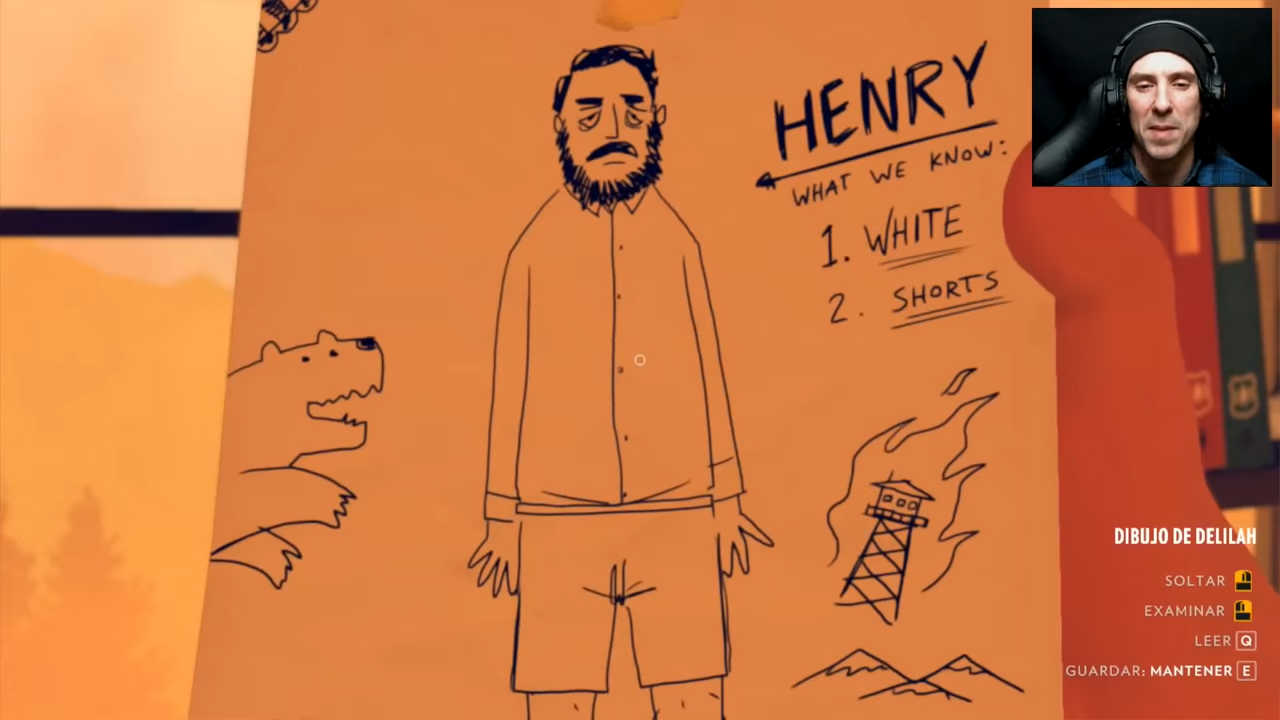 HENRY
WHAT WE KNOW:
1. WHITE
2. SHORTS
DIBUJO DE DELILAH
SOLTAR
EXAMINAR
LEER Q
GUARDAR: MANTENER E